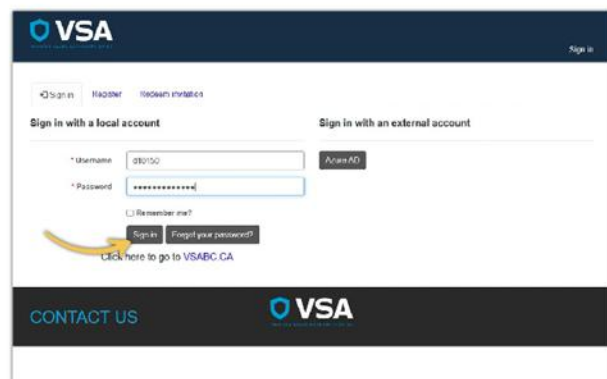 VSA
Sign in
Sign in
Register
Redeem invitation
Sign in with a local account
Sign in with an external account
* Username
* Password
•••••••••••••
Azure AD
Remember me?
Sign in
Forgot your password?
Click here to go to VSABC.CA
CONTACT US
VSA